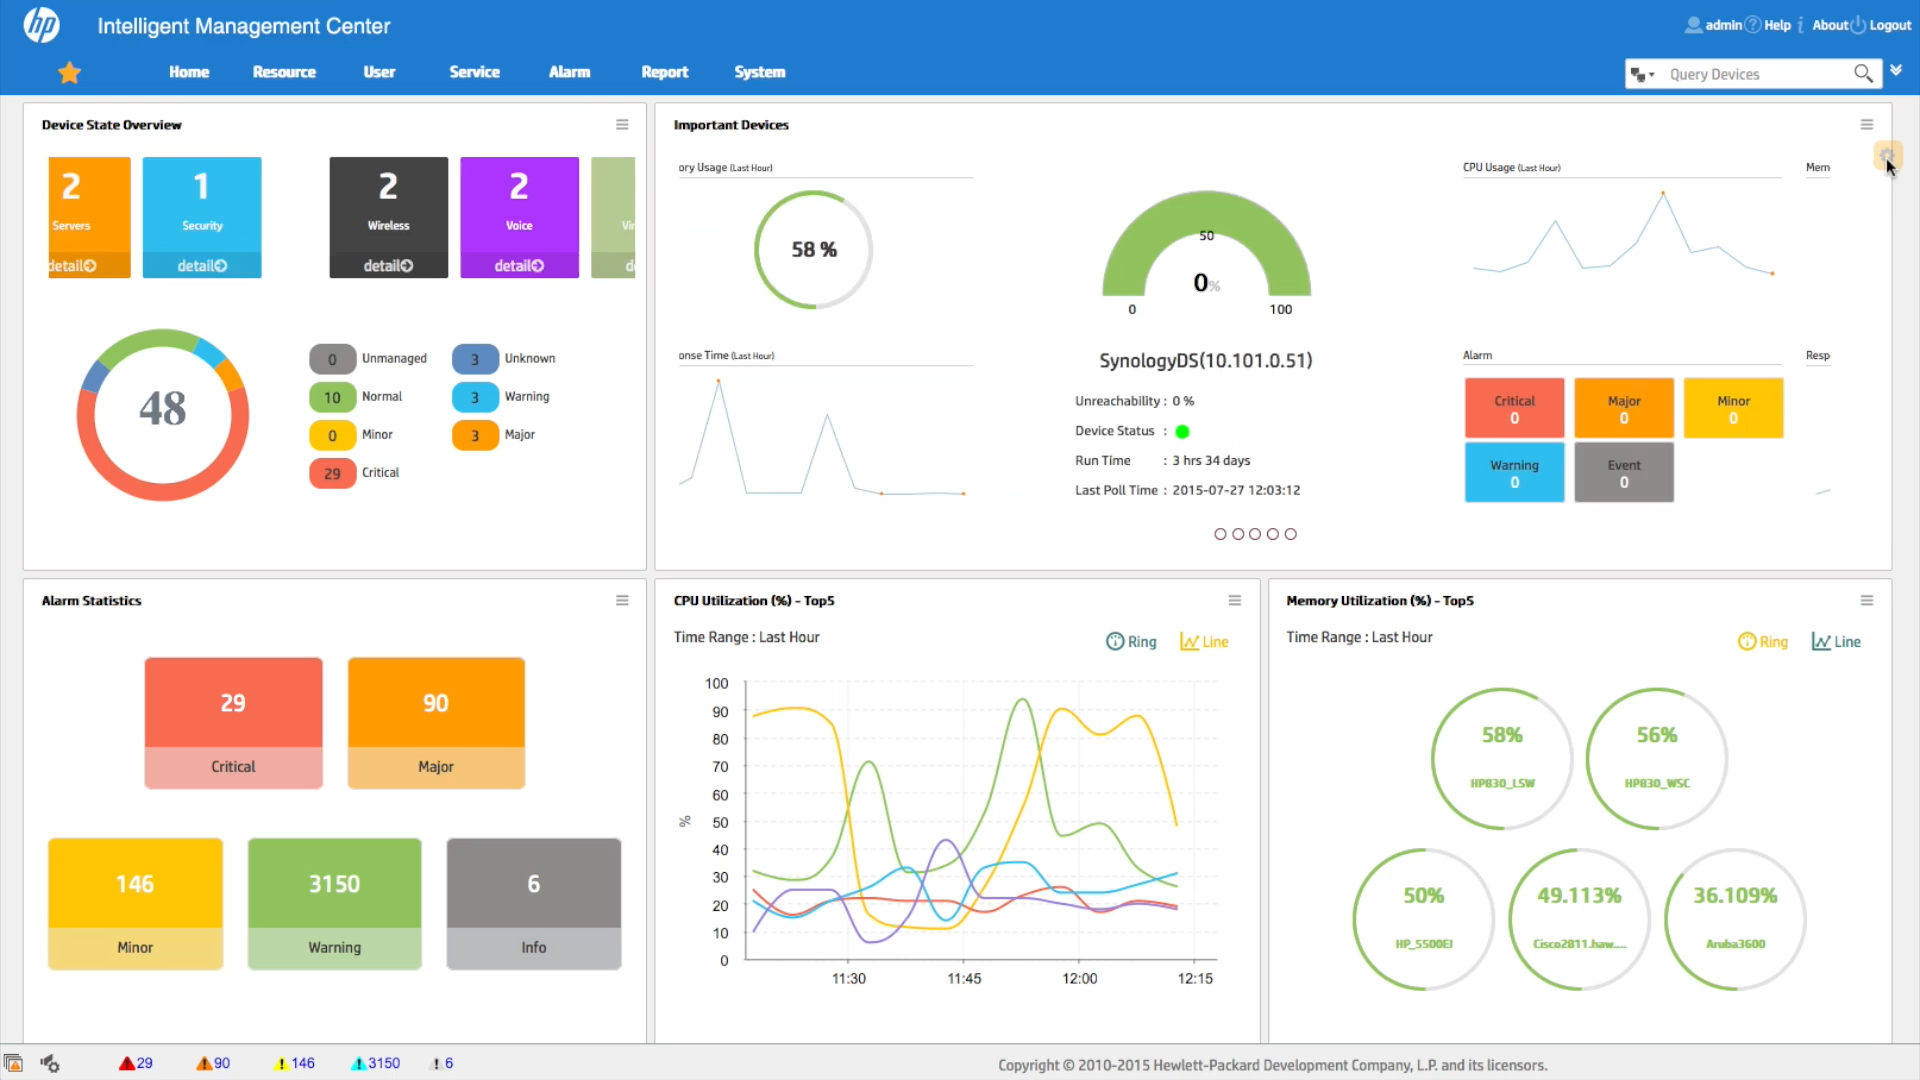 hp
Intelligent Management Center
admin Help About Logout
Home Resource User Service Alarm Report System
Query Devices
Device State Overview
2
Servers
detail
1
Security
detail
2
Wireless
detail
2
Voice
detail
48
0 Unmanaged
3 Unknown
10 Normal
3 Warning
0 Minor
3 Major
29 Critical
Important Devices
ory Usage (Last Hour)
58 %
onse Time (Last Hour)
50
0%
0 100
SynologyDS(10.101.0.51)
Unreachability : 0 %
Device Status :
Run Time : 3 hrs 34 days
Last Poll Time : 2015-07-27 12:03:12
CPU Usage (Last Hour)
Mem
Alarm
Resp
Critical
0
Major
0
Minor
0
Warning
0
Event
0
Alarm Statistics
29
Critical
90
Major
146
Minor
3150
Warning
6
Info
CPU Utilization (%) - Top5
Time Range : Last Hour
Ring Line
100
90
80
70
60
50
40
30
20
10
0
%
11:30 11:45 12:00 12:15
Memory Utilization (%) - Top5
Time Range : Last Hour
Ring Line
58%
HP830_LSW
56%
HP830_WSC
50%
HP_5500EI
49.113%
Cisco2811.haw....
36.109%
Aruba3600
29 90 146 3150 6
Copyright © 2010-2015 Hewlett-Packard Development Company, L.P. and its licensors.